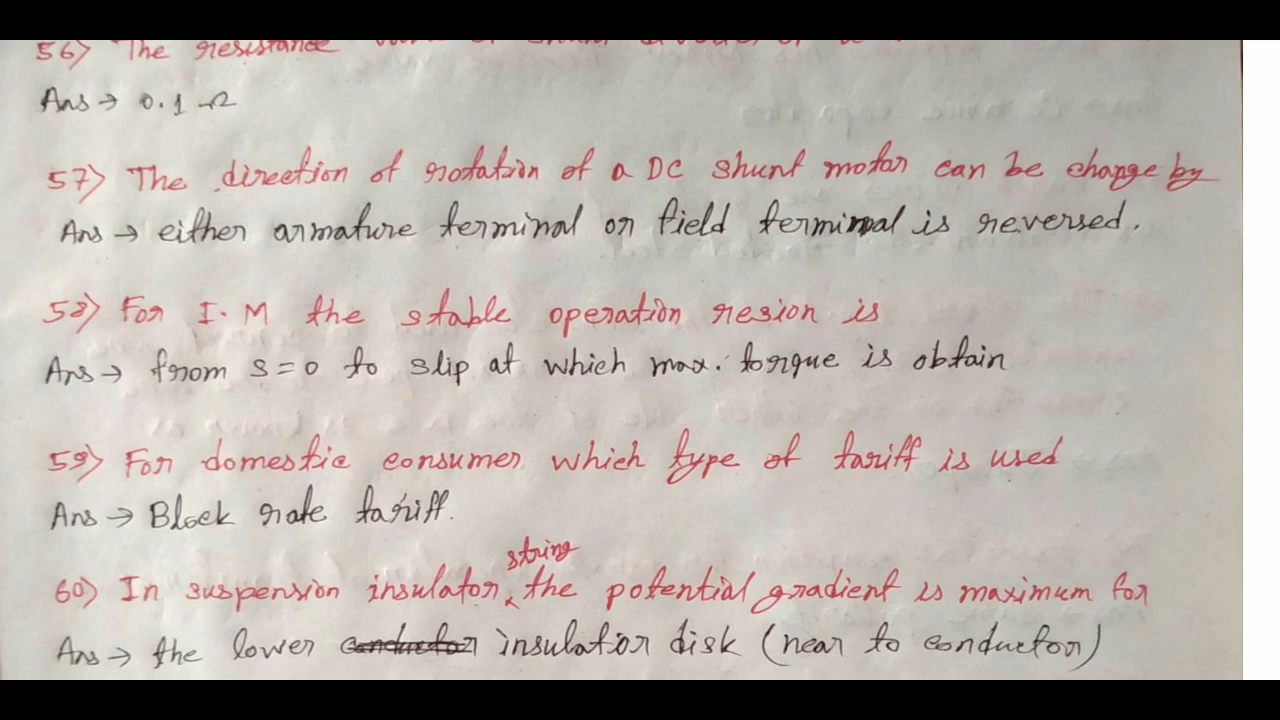 56) The resistance
Ans → 0.1 Ω
57) The direction of rotation of a DC shunt motor can be change by
Ans → either armature terminal or field terminal is reversed.
58) For I.M the stable operation resion is
Ans → from s=0 to slip at which max. torque is obtain
59) For domestic consumer which type of tariff is used
Ans → Block rate tariff.
60) In suspension insulator string the potential gradient is maximum for
Ans → the lower insulator disk (near to conductor)